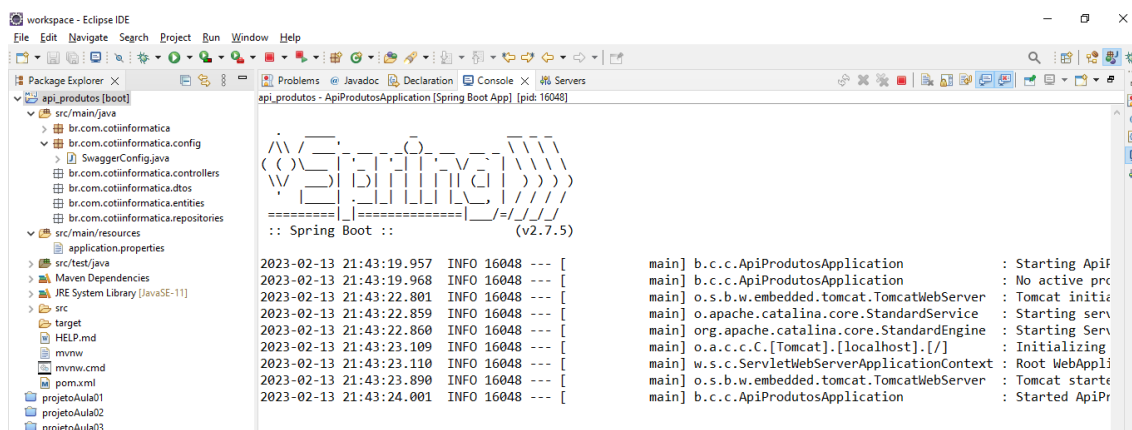 workspace - Eclipse IDE
File Edit Navigate Search Project Run Window Help
Package Explorer
Problems Javadoc Declaration Console Servers
api_produtos [boot]
src/main/java
br.com.cotiinformatica
br.com.cotiinformatica.config
SwaggerConfig.java
br.com.cotiinformatica.controllers
br.com.cotiinformatica.dtos
br.com.cotiinformatica.entities
br.com.cotiinformatica.repositories
src/main/resources
application.properties
src/test/java
Maven Dependencies
JRE System Library [JavaSE-11]
src
target
HELP.md
mvnw
mvnw.cmd
pom.xml
projetoAula01
projetoAula02
projetoAula03
api_produtos - ApiProdutosApplication [Spring Boot App] [pid: 16048]
Spring
:: Spring Boot :: (v2.7.5)
2023-02-13 21:43:19.957 INFO 16048 --- [ main] b.c.c.ApiProdutosApplication : Starting Api
2023-02-13 21:43:19.968 INFO 16048 --- [ main] b.c.c.ApiProdutosApplication : No active pro
2023-02-13 21:43:22.801 INFO 16048 --- [ main] o.s.b.w.embedded.tomcat.TomcatWebServer : Tomcat initia
2023-02-13 21:43:22.859 INFO 16048 --- [ main] o.apache.catalina.core.StandardService : Starting serv
2023-02-13 21:43:22.860 INFO 16048 --- [ main] org.apache.catalina.core.StandardEngine : Starting Serv
2023-02-13 21:43:23.109 INFO 16048 --- [ main] o.a.c.c.C.[Tomcat].[localhost].[/] : Initializing
2023-02-13 21:43:23.110 INFO 16048 --- [ main] w.s.c.ServletWebServerApplicationContext : Root WebAppli
2023-02-13 21:43:23.890 INFO 16048 --- [ main] o.s.b.w.embedded.tomcat.TomcatWebServer : Tomcat starte
2023-02-13 21:43:24.001 INFO 16048 --- [ main] b.c.c.ApiProdutosApplication : Started Api